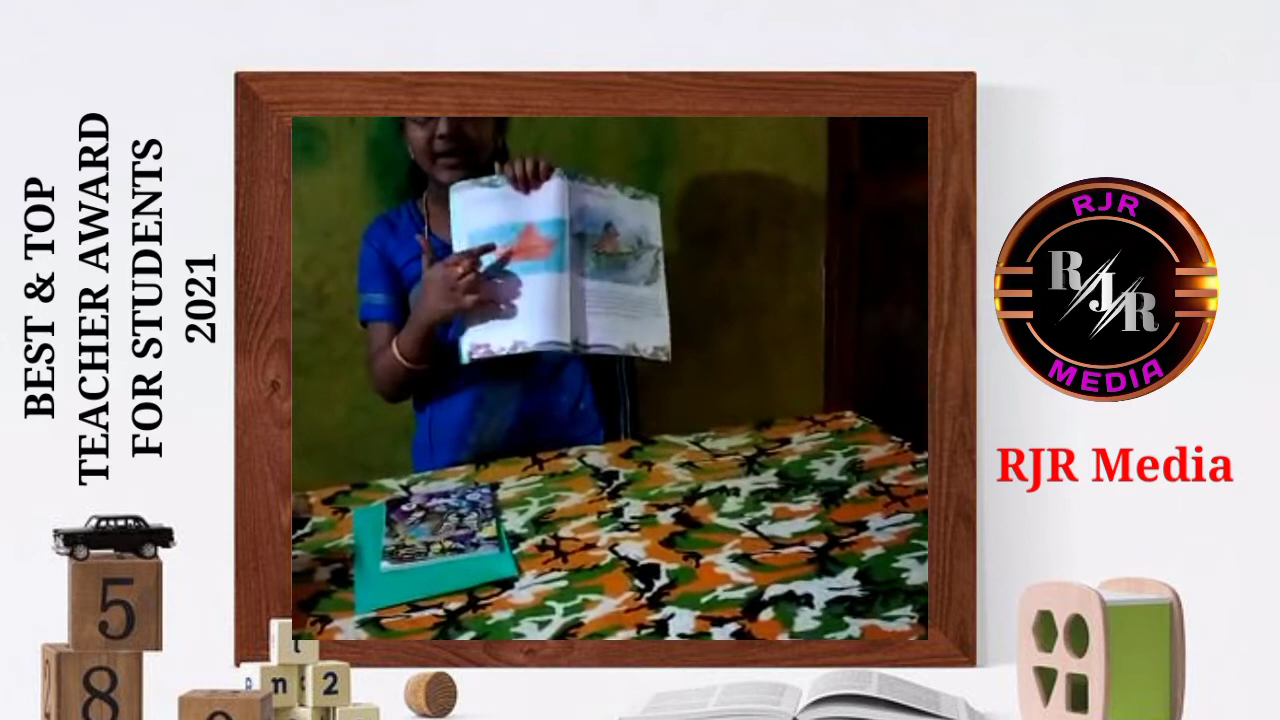 BEST & TOP
TEACHER AWARD
FOR STUDENTS
2021
RJR
RJR
MEDIA
RJR Media
5
8
t
m 2